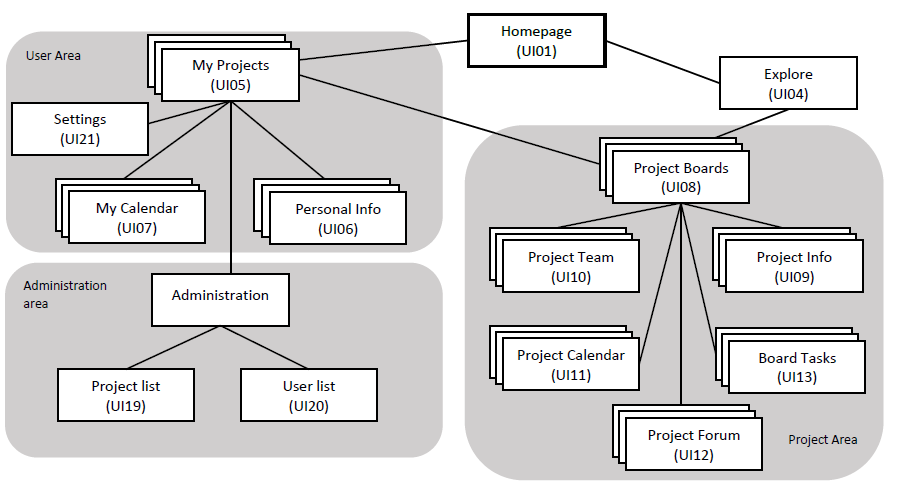 Homepage
(UI01)
User Area
My Projects
(UI05)
Explore
(UI04)
Settings
(UI21)
Project Boards
(UI08)
My Calendar
(UI07)
Personal Info
(UI06)
Project Team
(UI10)
Project Info
(UI09)
Administration
area
Administration
Project Calendar
(UI11)
Board Tasks
(UI13)
Project list
(UI19)
User list
(UI20)
Project Forum
(UI12)
Project Area